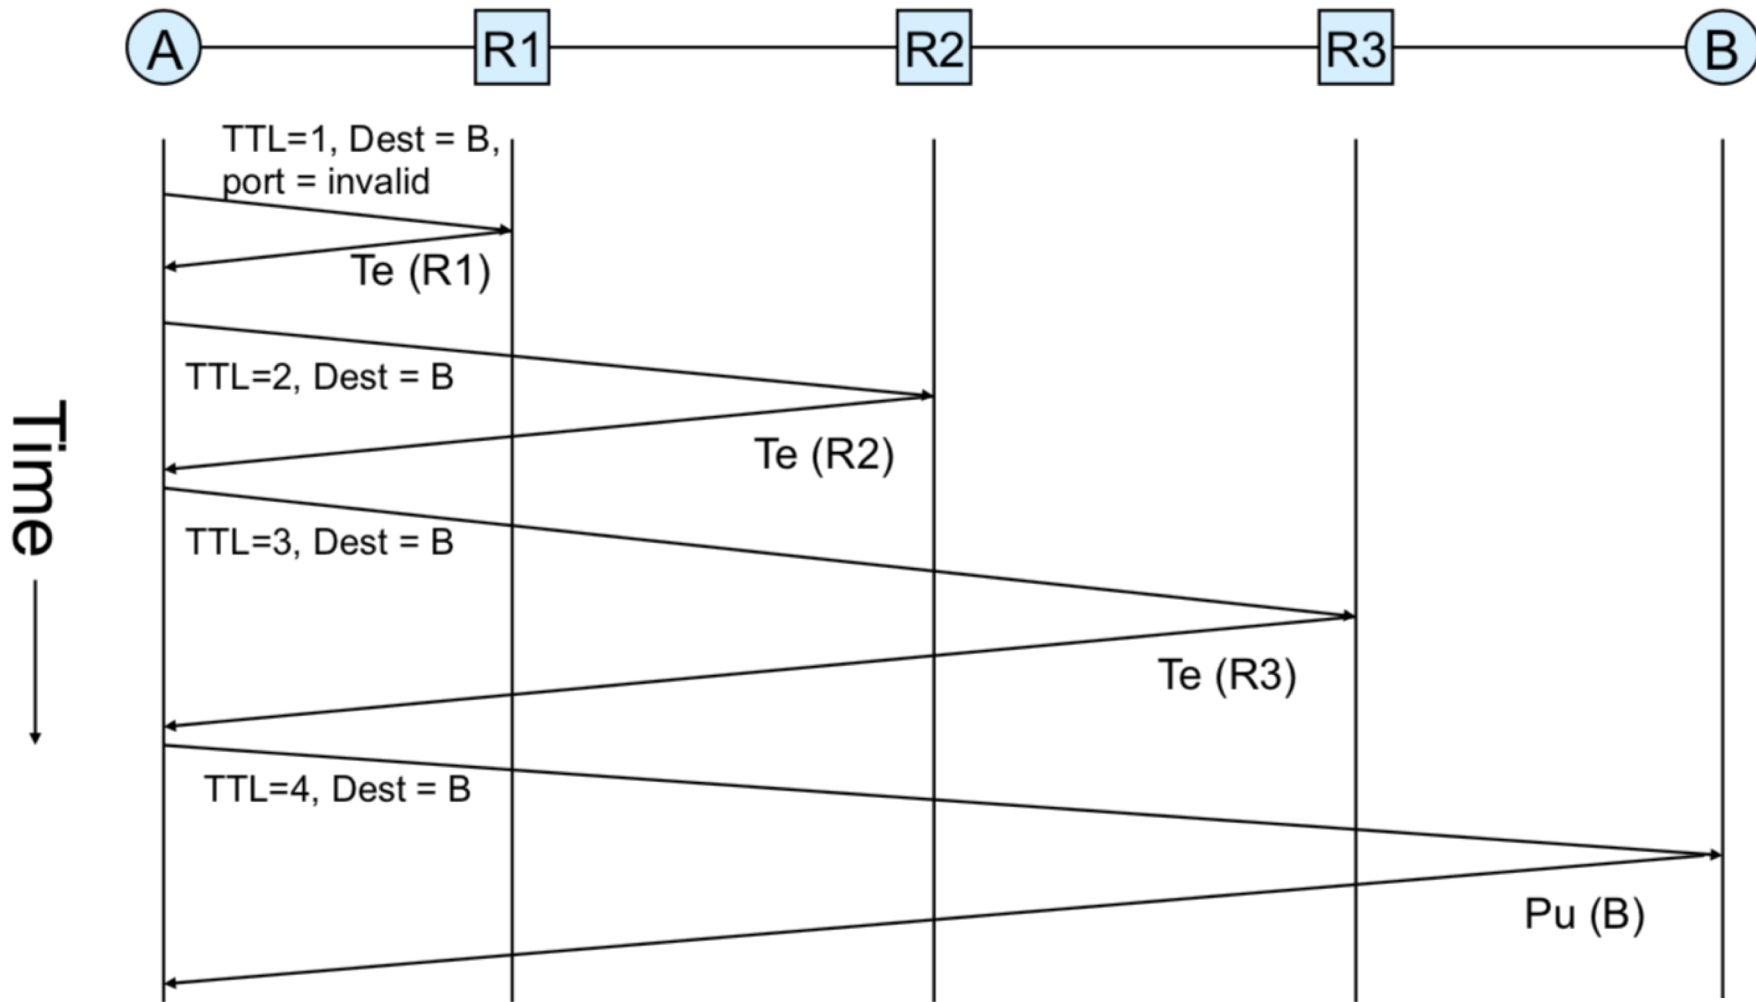 A
R1
R2
R3
B
TTL=1, Dest = B,
port = invalid
Te (R1)
TTL=2, Dest = B
Te (R2)
TTL=3, Dest = B
Te (R3)
TTL=4, Dest = B
Pu (B)
Time